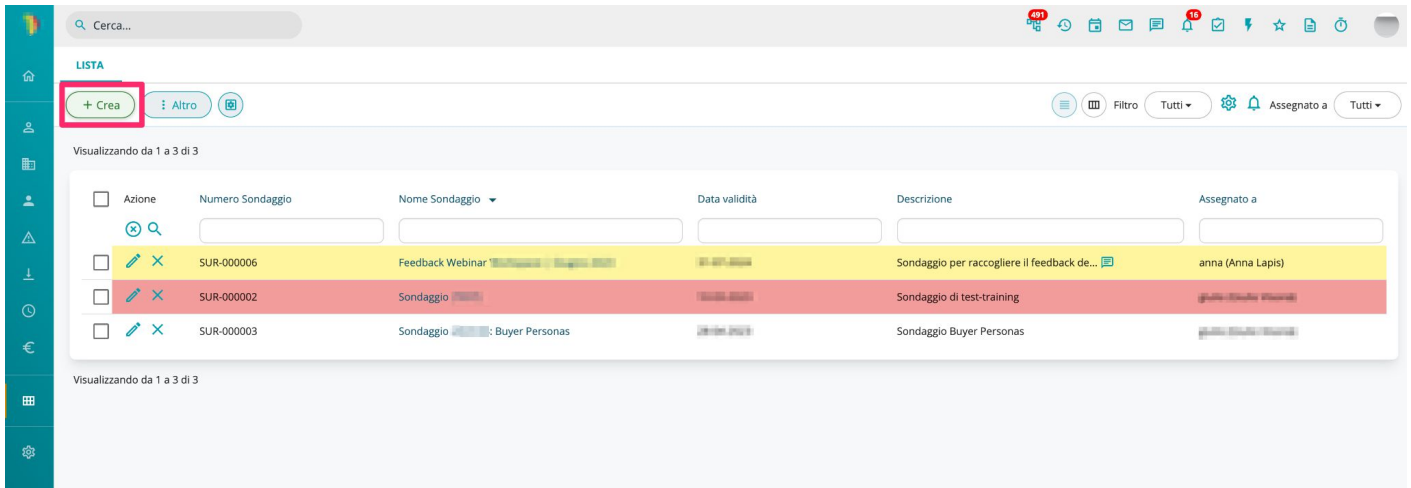 Cerca...
491
16
LISTA
+ Crea
Altro
Filtro
Tutti
Assegnato a
Tutti
Visualizzando da 1 a 3 di 3
Azione Numero Sondaggio Nome Sondaggio Data validità Descrizione Assegnato a
SUR-000006 Feedback Webinar Sondaggio per raccogliere il feedback de... anna (Anna Lapis)
SUR-000002 Sondaggio Sondaggio di test-training
SUR-000003 Sondaggio : Buyer Personas Sondaggio Buyer Personas
Visualizzando da 1 a 3 di 3